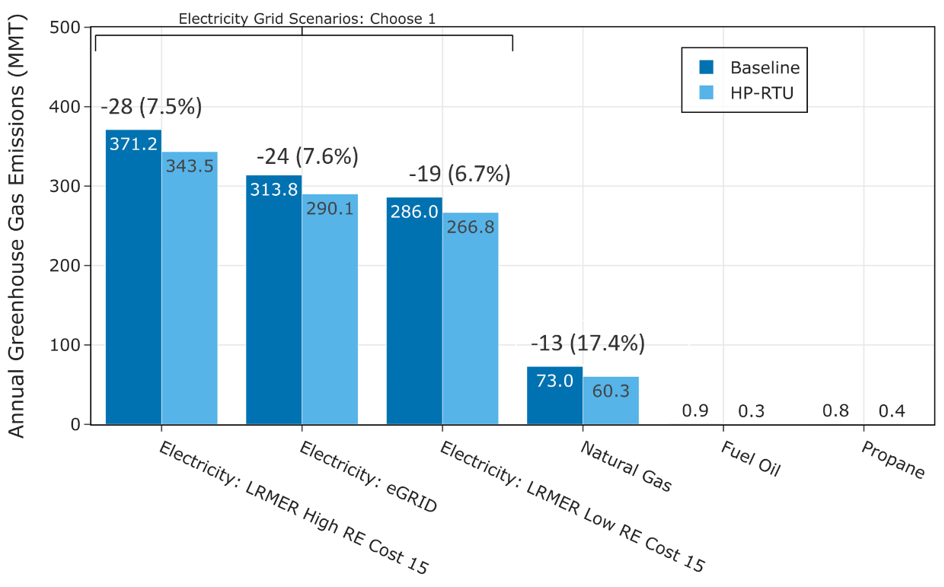 Electricity Grid Scenarios: Choose 1
Annual Greenhouse Gas Emissions (MMT)
500
400
300
200
100
0
Baseline
HP-RTU
-28 (7.5%)
371.2
343.5
-24 (7.6%)
313.8
290.1
-19 (6.7%)
286.0
266.8
-13 (17.4%)
73.0
60.3
0.9
0.3
0.8
0.4
Electricity: LRMER High RE Cost 15
Electricity: eGRID
Electricity: LRMER Low RE Cost 15
Natural Gas
Fuel Oil
Propane